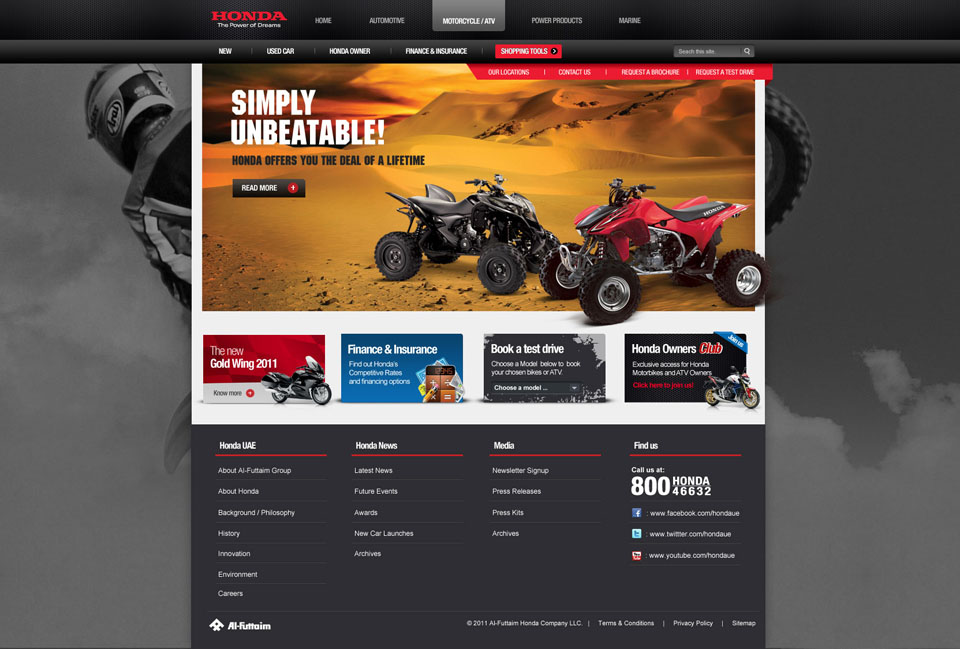 HONDA
The Power of Dreams
HOME AUTOMOTIVE MOTORCYCLE / ATV POWER PRODUCTS MARINE
NEW | USED CAR | HONDA OWNER | FINANCE & INSURANCE | SHOPPING TOOLS
Seach this site.
OUR LOCATIONS | CONTACT US | REQUEST A BROCHURE | REQUEST A TEST DRIVE
Arai
SIMPLY
UNBEATABLE!
HONDA OFFERS YOU THE DEAL OF A LIFETIME
READ MORE
HONDA
The new
Gold Wing 2011
Know more
Finance & Insurance
Find out Honda's
Competitive Rates
and financing options
Book a test drive
Choose a Model below to book
your chosen bikes or ATV.
Choose a model ...
Join us
Honda Owners Club
Exclusive access for Honda
Motorbikes and ATV Owners
Click here to join us!
Honda UAE
About Al-Futtaim Group
About Honda
Background / Philosophy
History
Innovation
Environment
Careers
Honda News
Latest News
Future Events
Awards
New Car Launches
Archives
Media
Newsletter Signup
Press Releases
Press Kits
Archives
Find us
Call us at:
800 HONDA
46632
: www.facebook.com/hondaue
: www.twittter.com/hondaue
: www.youtube.com/hondaue
Al-Futtaim
© 2011 Al-Futtaim Honda Company LLC. | Terms & Conditions | Privacy Policy | Sitemap